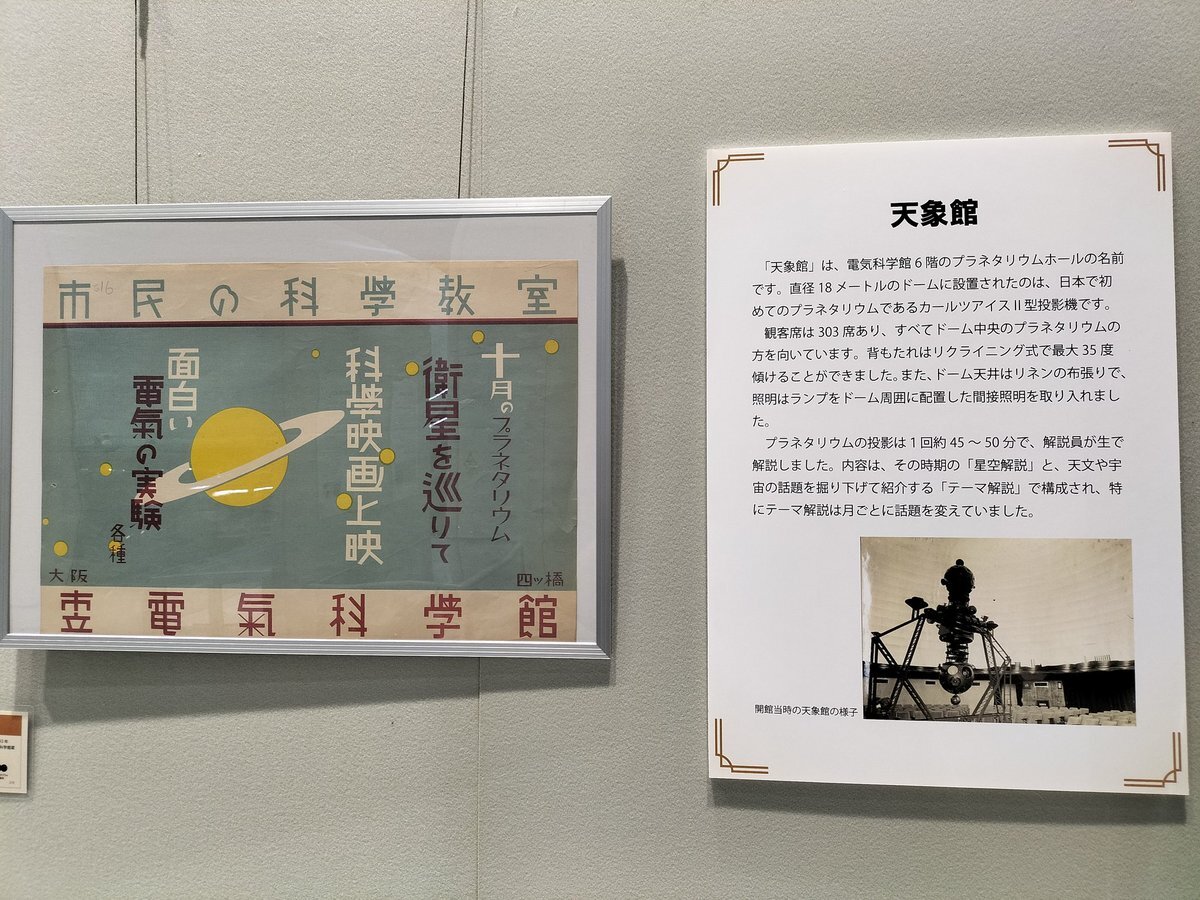 市民の科学教室
十月のプラネタリウム
衛星を巡りて
科学映画上映
面白い
電氣の実験
各種
大阪
四ッ橋
市立電氣科学館
天象館
「天象館」は、電気科学館6階のプラネタリウムホールの名前
です。直径18メートルのドームに設置されたのは、日本で初
めてのプラネタリウムであるカールツアイスⅡ型投影機です。
観客席は303席あり、すべてドーム中央のプラネタリウムの
方を向いています。背もたれはリクライニング式で最大35度
傾けることができました。また、ドーム天井はリネンの布張りで、
照明はランプをドーム周囲に配置した間接照明を取り入れまし
た。
プラネタリウムの投影は1回約45～50分で、解説員が生で
解説しました。内容は、その時期の「星空解説」と、天文や宇
宙の話題を掘り下げて紹介する「テーマ解説」で構成され、特
にテーマ解説は月ごとに話題を変えていました。
開館当時の天象館の様子